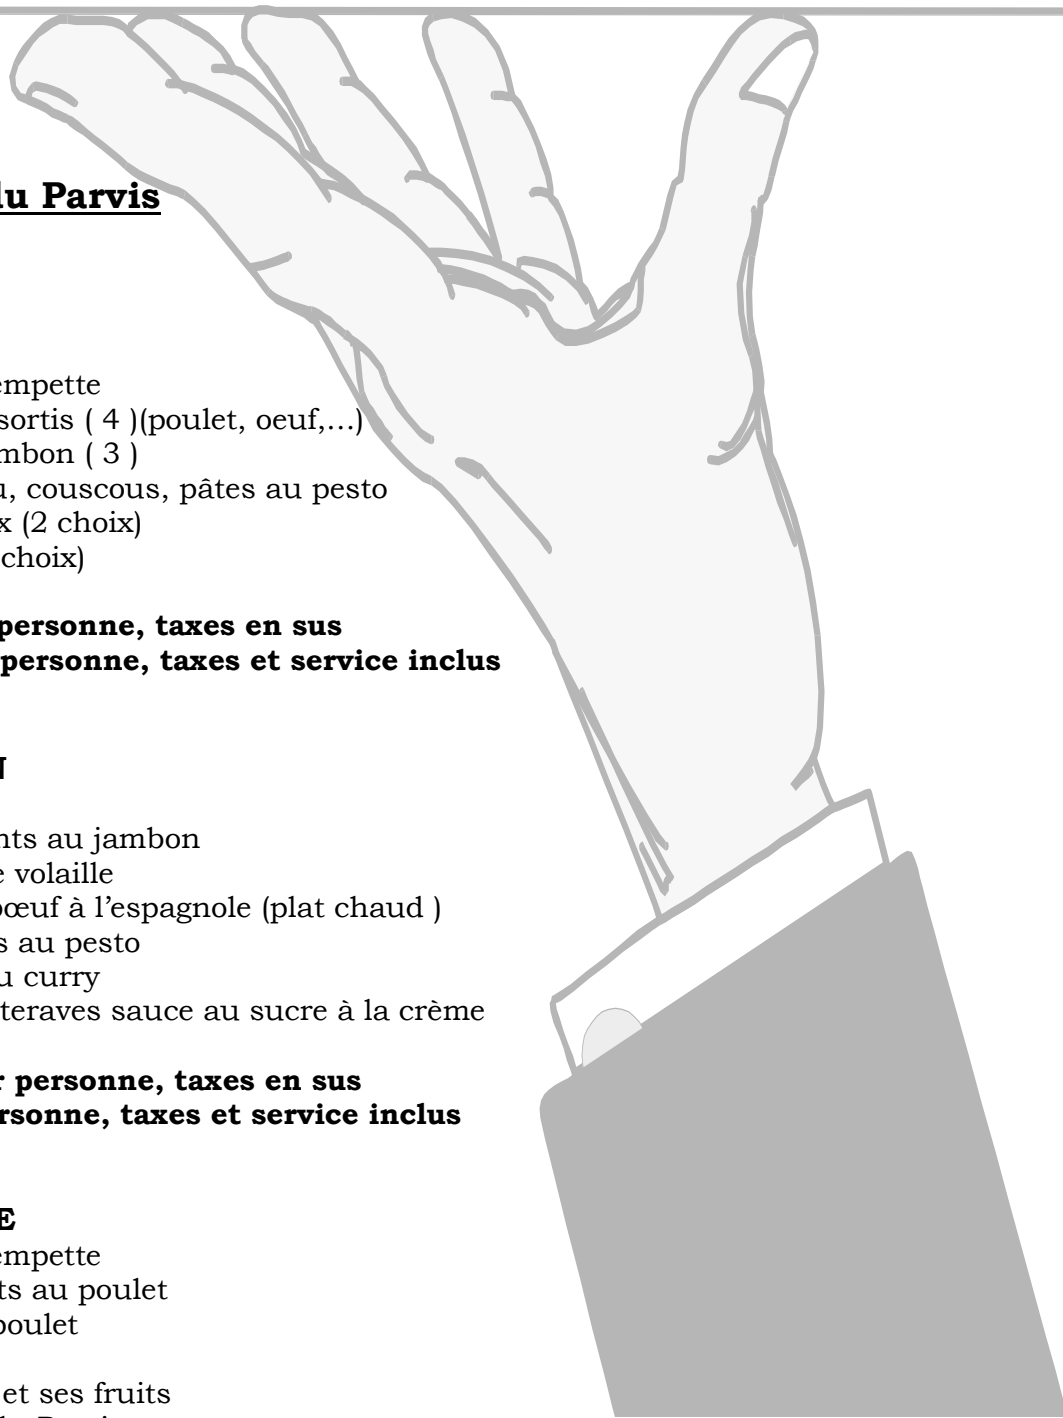 du Parvis
empette
sortis ( 4 )(poulet, oeuf,…)
mbon ( 3 )
u, couscous, pâtes au pesto
x (2 choix)
choix)
personne, taxes en sus
personne, taxes et service inclus
N
nts au jambon
e volaille
bœuf à l’espagnole (plat chaud )
s au pesto
u curry
teraves sauce au sucre à la crème
r personne, taxes en sus
rsonne, taxes et service inclus
E
empette
ts au poulet
poulet
et ses fruits